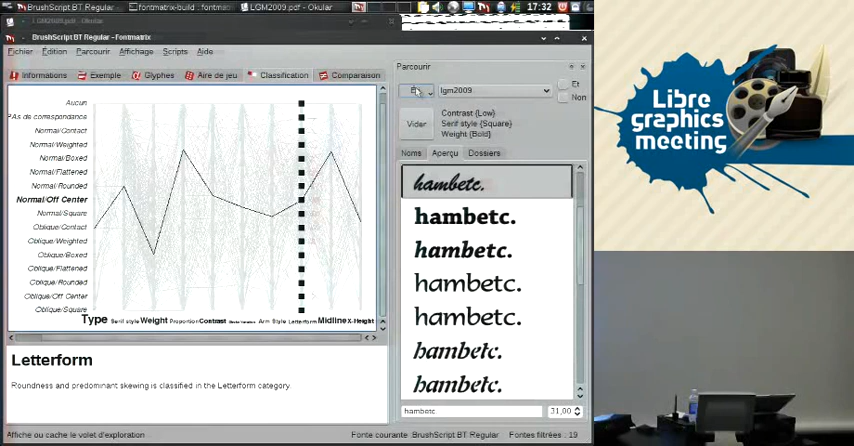 BrushScript BT Regular
fontmatrix-build : fontm
LGM2009.pdf - Okular
17:32
LGM2009.pdf - Okular
BrushScript BT Regular - Fontmatrix
Fichier Edition Parcourir Affichage Scripts Aide
Informations Exemple Glyphes Aire de jeu Classification Comparaison
Aucun
PAs de correspondance
Normal/Contact
Normal/Weighted
Normal/Boxed
Normal/Flattened
Normal/Rounded
Normal/Off Center
Normal/Square
Oblique/Contact
Oblique/Weighted
Oblique/Boxed
Oblique/Flattened
Oblique/Rounded
Oblique/Off Center
Oblique/Square
Type Serif style Weight Proportion Contrast Arm Style Letterform Midline X-Height
Letterform
Roundness and predominant skewing is classified in the Letterform category
Parcourir
lgm2009
Et
Non
Vider
Contrast {Low}
Serif style {Square}
Weight {Bold}
Noms Aperçu Dossiers
hambetc.
hambetc.
hambetc.
hambetc.
hambetc.
hambetc.
hambetc.
hambetc 31,00
Affiche ou cache le volet d'exploration
Fonte courante BrushScript BT Regular Fontes filtrées : 19
Libre
graphics
meeting